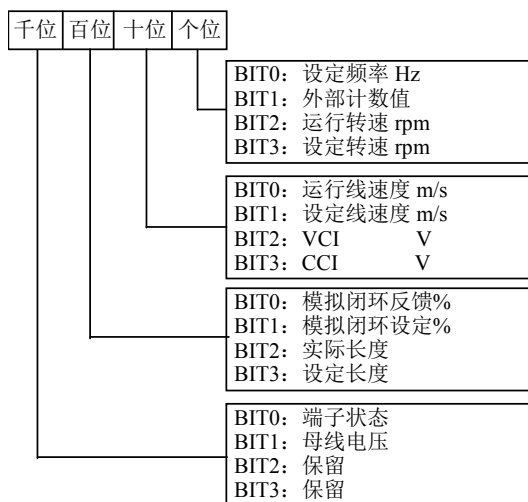 千位 百位 十位 个位
BIT0：设定频率 Hz
BIT1：外部计数值
BIT2：运行转速 rpm
BIT3：设定转速 rpm
BIT0：运行线速度 m/s
BIT1：设定线速度 m/s
BIT2：VCI V
BIT3：CCI V
BIT0：模拟闭环反馈%
BIT1：模拟闭环设定%
BIT2：实际长度
BIT3：设定长度
BIT0：端子状态
BIT1：母线电压
BIT2：保留
BIT3：保留